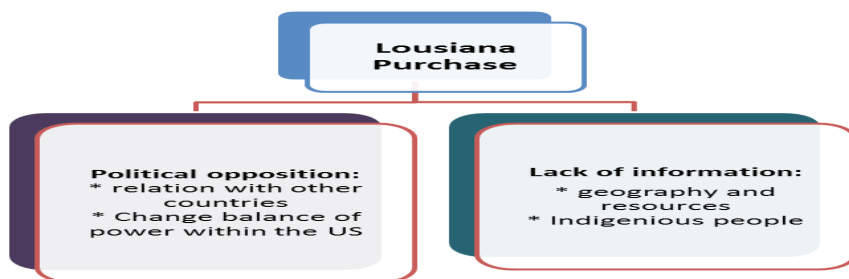 Lousiana
Purchase
Political opposition:
* relation with other
countries
* Change balance of
power within the US
Lack of information:
* geography and
resources
* Indigenious people